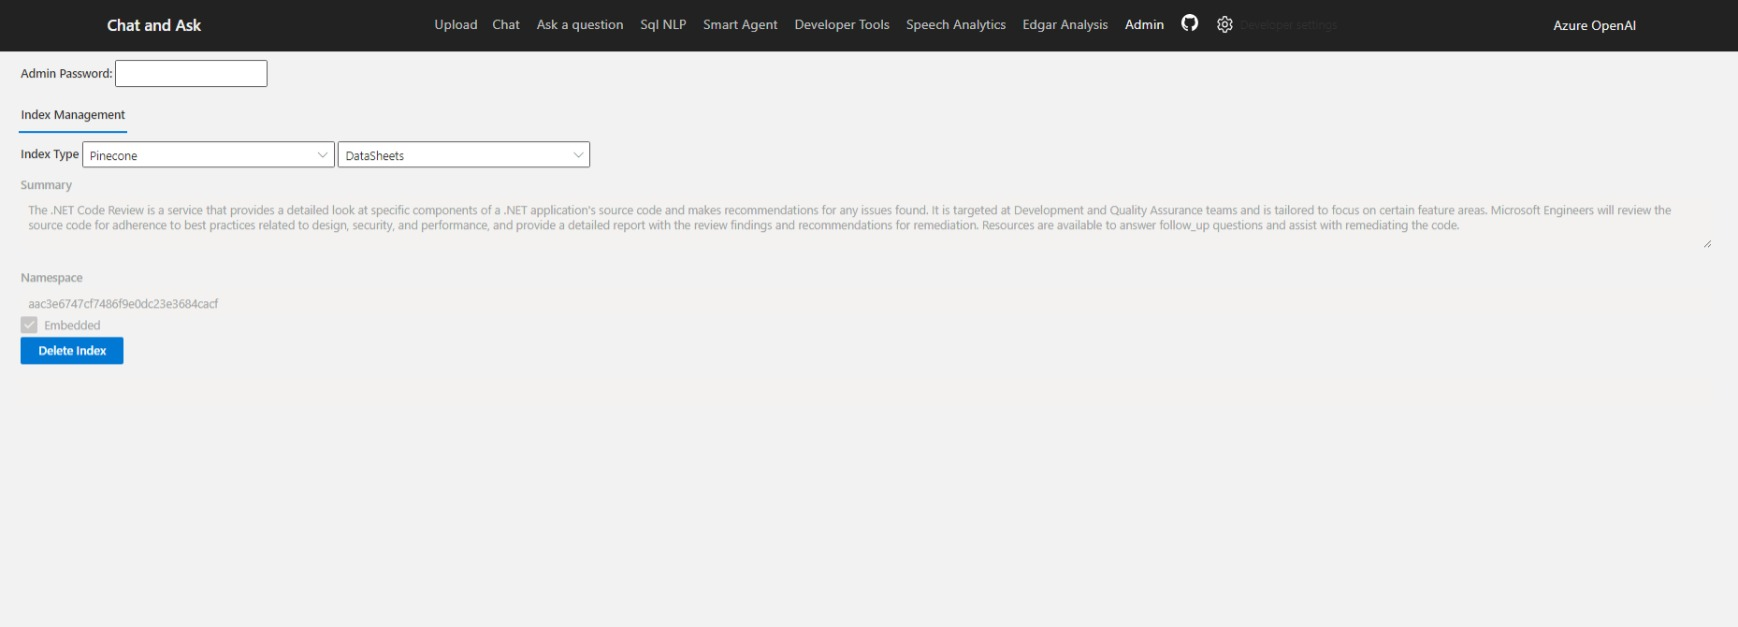 Chat and Ask
Upload Chat Ask a question Sql NLP Smart Agent Developer Tools Speech Analytics Edgar Analysis Admin Developer settings Azure OpenAI
Admin Password:
Index Management
Index Type Pinecone DataSheets
Summary
The .NET Code Review is a service that provides a detailed look at specific components of a .NET application's source code and makes recommendations for any issues found. It is targeted at Development and Quality Assurance teams and is tailored to focus on certain feature areas. Microsoft Engineers will review the
source code for adherence to best practices related to design, security, and performance, and provide a detailed report with the review findings and recommendations for remediation. Resources are available to answer follow_up questions and assist with remediating the code.
Namespace
aac3e6747cf7486f9e0dc23e3684cacf
Embedded
Delete Index